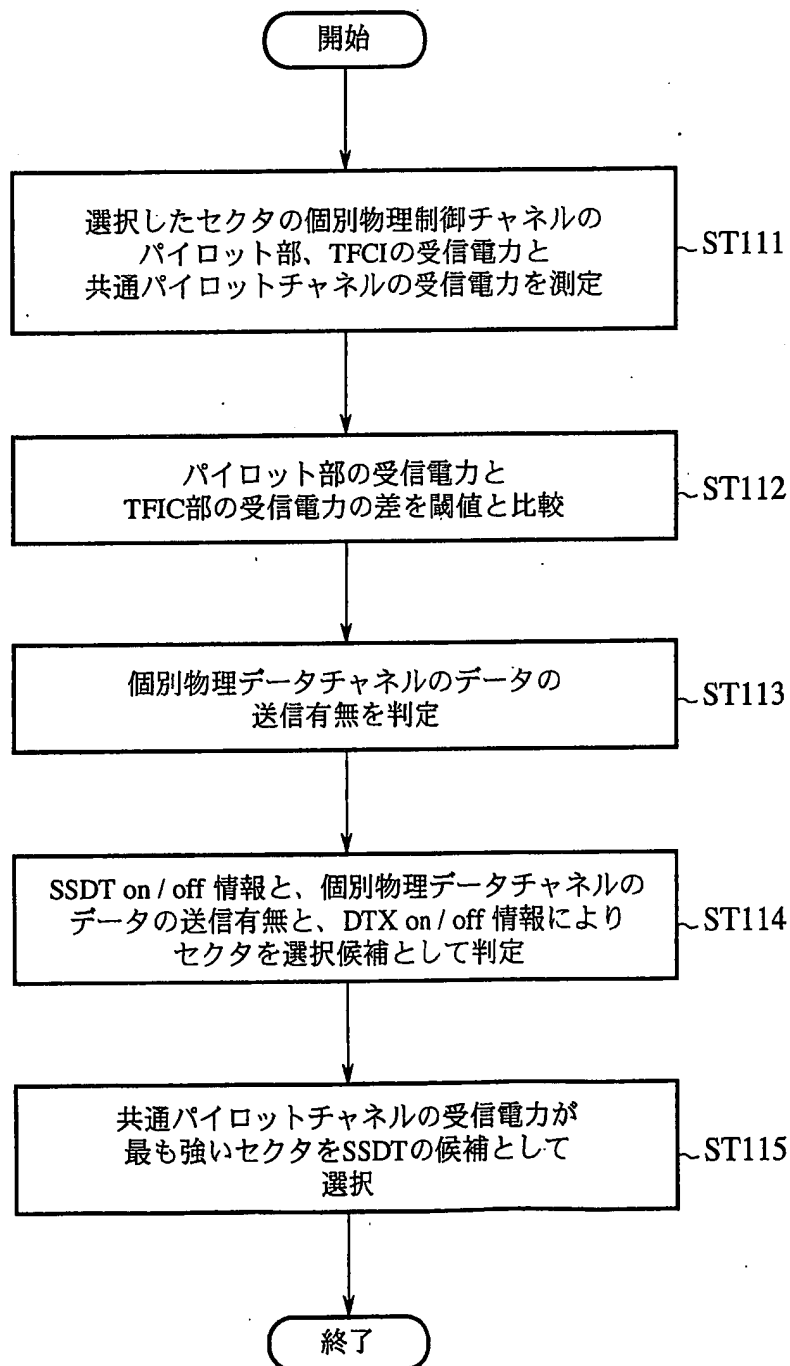 開始
選択したセクタの個別物理制御チャネルの
パイロット部、TFCIの受信電力と
共通パイロットチャネルの受信電力を測定
ST111
パイロット部の受信電力と
TFIC部の受信電力の差を閾値と比較
ST112
個別物理データチャネルのデータの
送信有無を判定
ST113
SSDT on / off 情報と、個別物理データチャネルの
データの送信有無と、DTX on / off 情報により
セクタを選択候補として判定
ST114
共通パイロットチャネルの受信電力が
最も強いセクタをSSDTの候補として
選択
ST115
終了